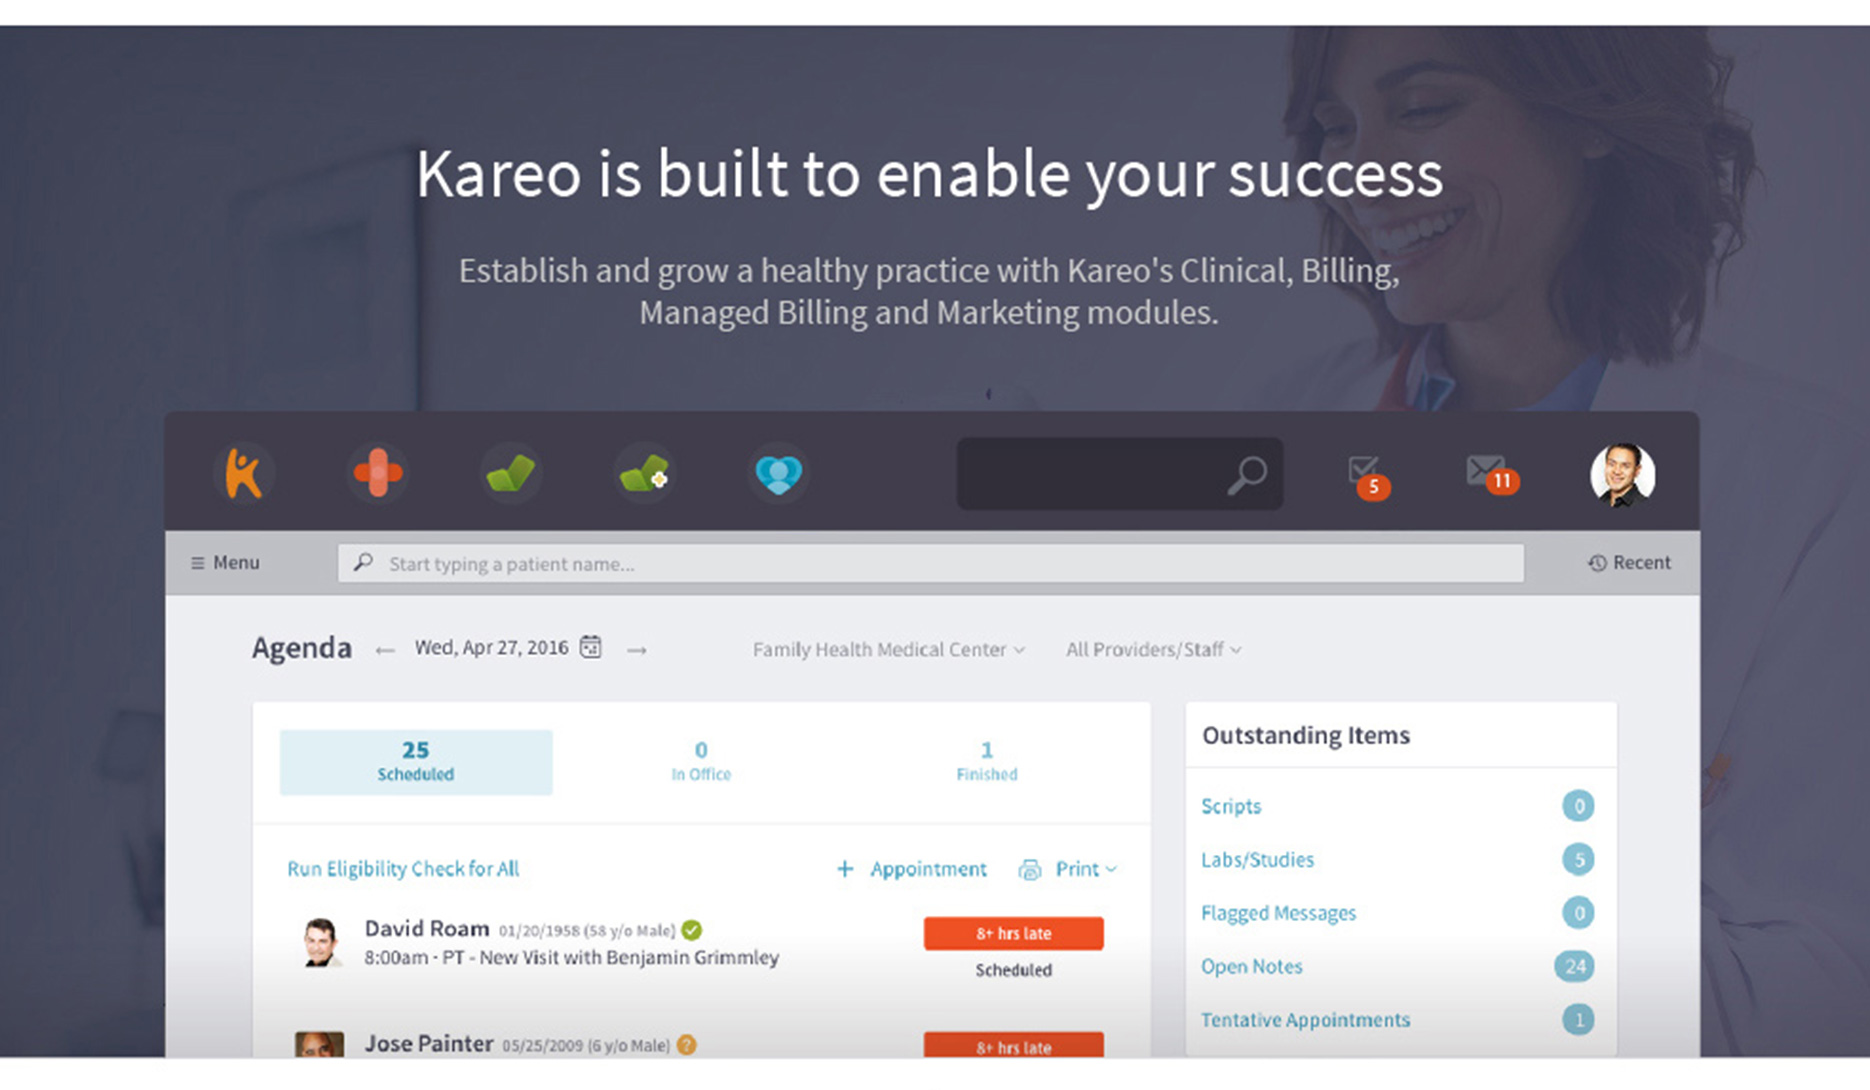 Kareo is built to enable your success
Establish and grow a healthy practice with Kareo's Clinical, Billing,
Managed Billing and Marketing modules.
5
11
Menu
Start typing a patient name...
Recent
Agenda
Wed, Apr 27, 2016
Family Health Medical Center
All Providers/Staff
25
Scheduled
0
In Office
1
Finished
Run Eligibility Check for All
+ Appointment
Print
David Roam 01/20/1958 (58 y/o Male)
8:00am · PT - New Visit with Benjamin Grimmley
8+ hrs late
Scheduled
Jose Painter 05/25/2009 (6 y/o Male) ?
8+ hrs late
Outstanding Items
Scripts 0
Labs/Studies 5
Flagged Messages 0
Open Notes 24
Tentative Appointments 1